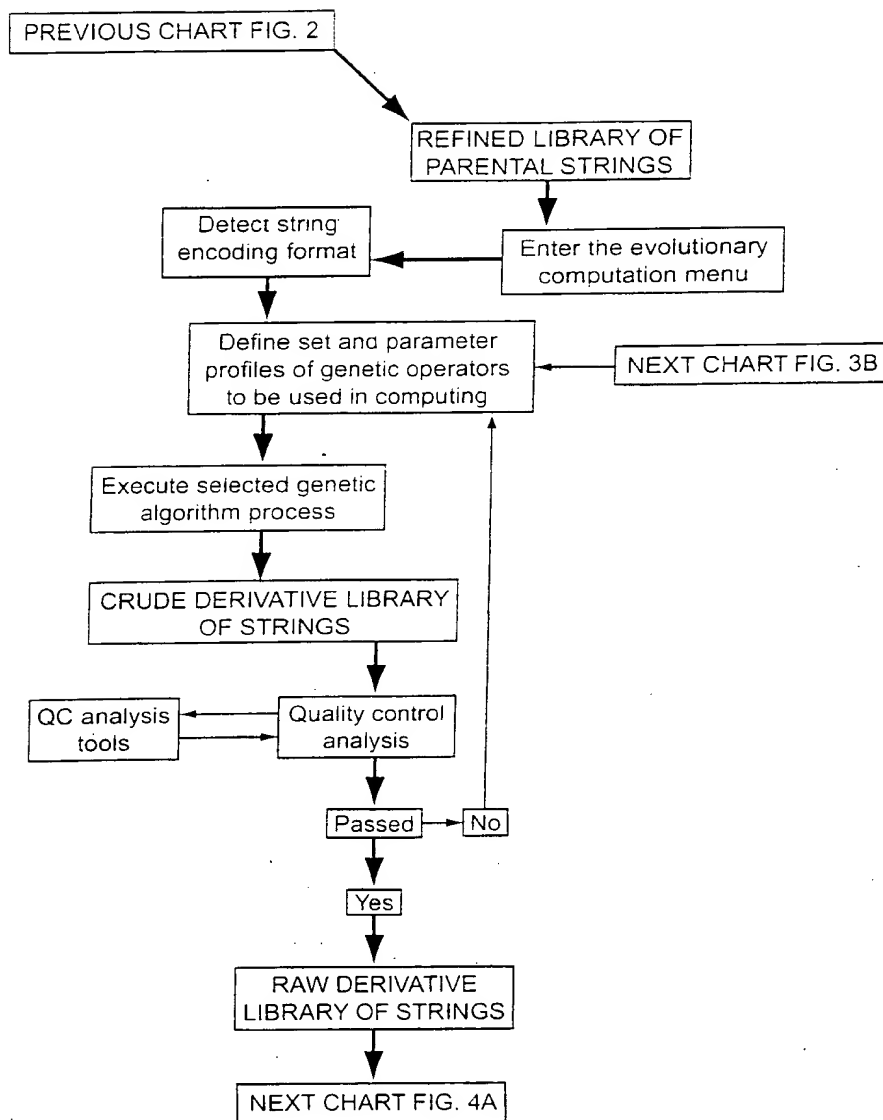 PREVIOUS CHART FIG. 2
REFINED LIBRARY OF
PARENTAL STRINGS
Detect string
encoding format
Enter the evolutionary
computation menu
Define set and parameter
profiles of genetic operators
to be used in computing
NEXT CHART FIG. 3B
Execute selected genetic
algorithm process
CRUDE DERIVATIVE LIBRARY
OF STRINGS
QC analysis
tools
Quality control
analysis
Passed
No
Yes
RAW DERIVATIVE
LIBRARY OF STRINGS
NEXT CHART FIG. 4A